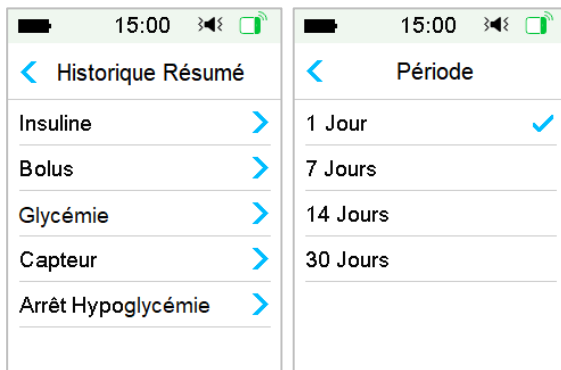 15:00
Historique Résumé
Insuline
Bolus
Glycémie
Capteur
Arrêt Hypoglycémie
15:00
Période
1 Jour
7 Jours
14 Jours
30 Jours